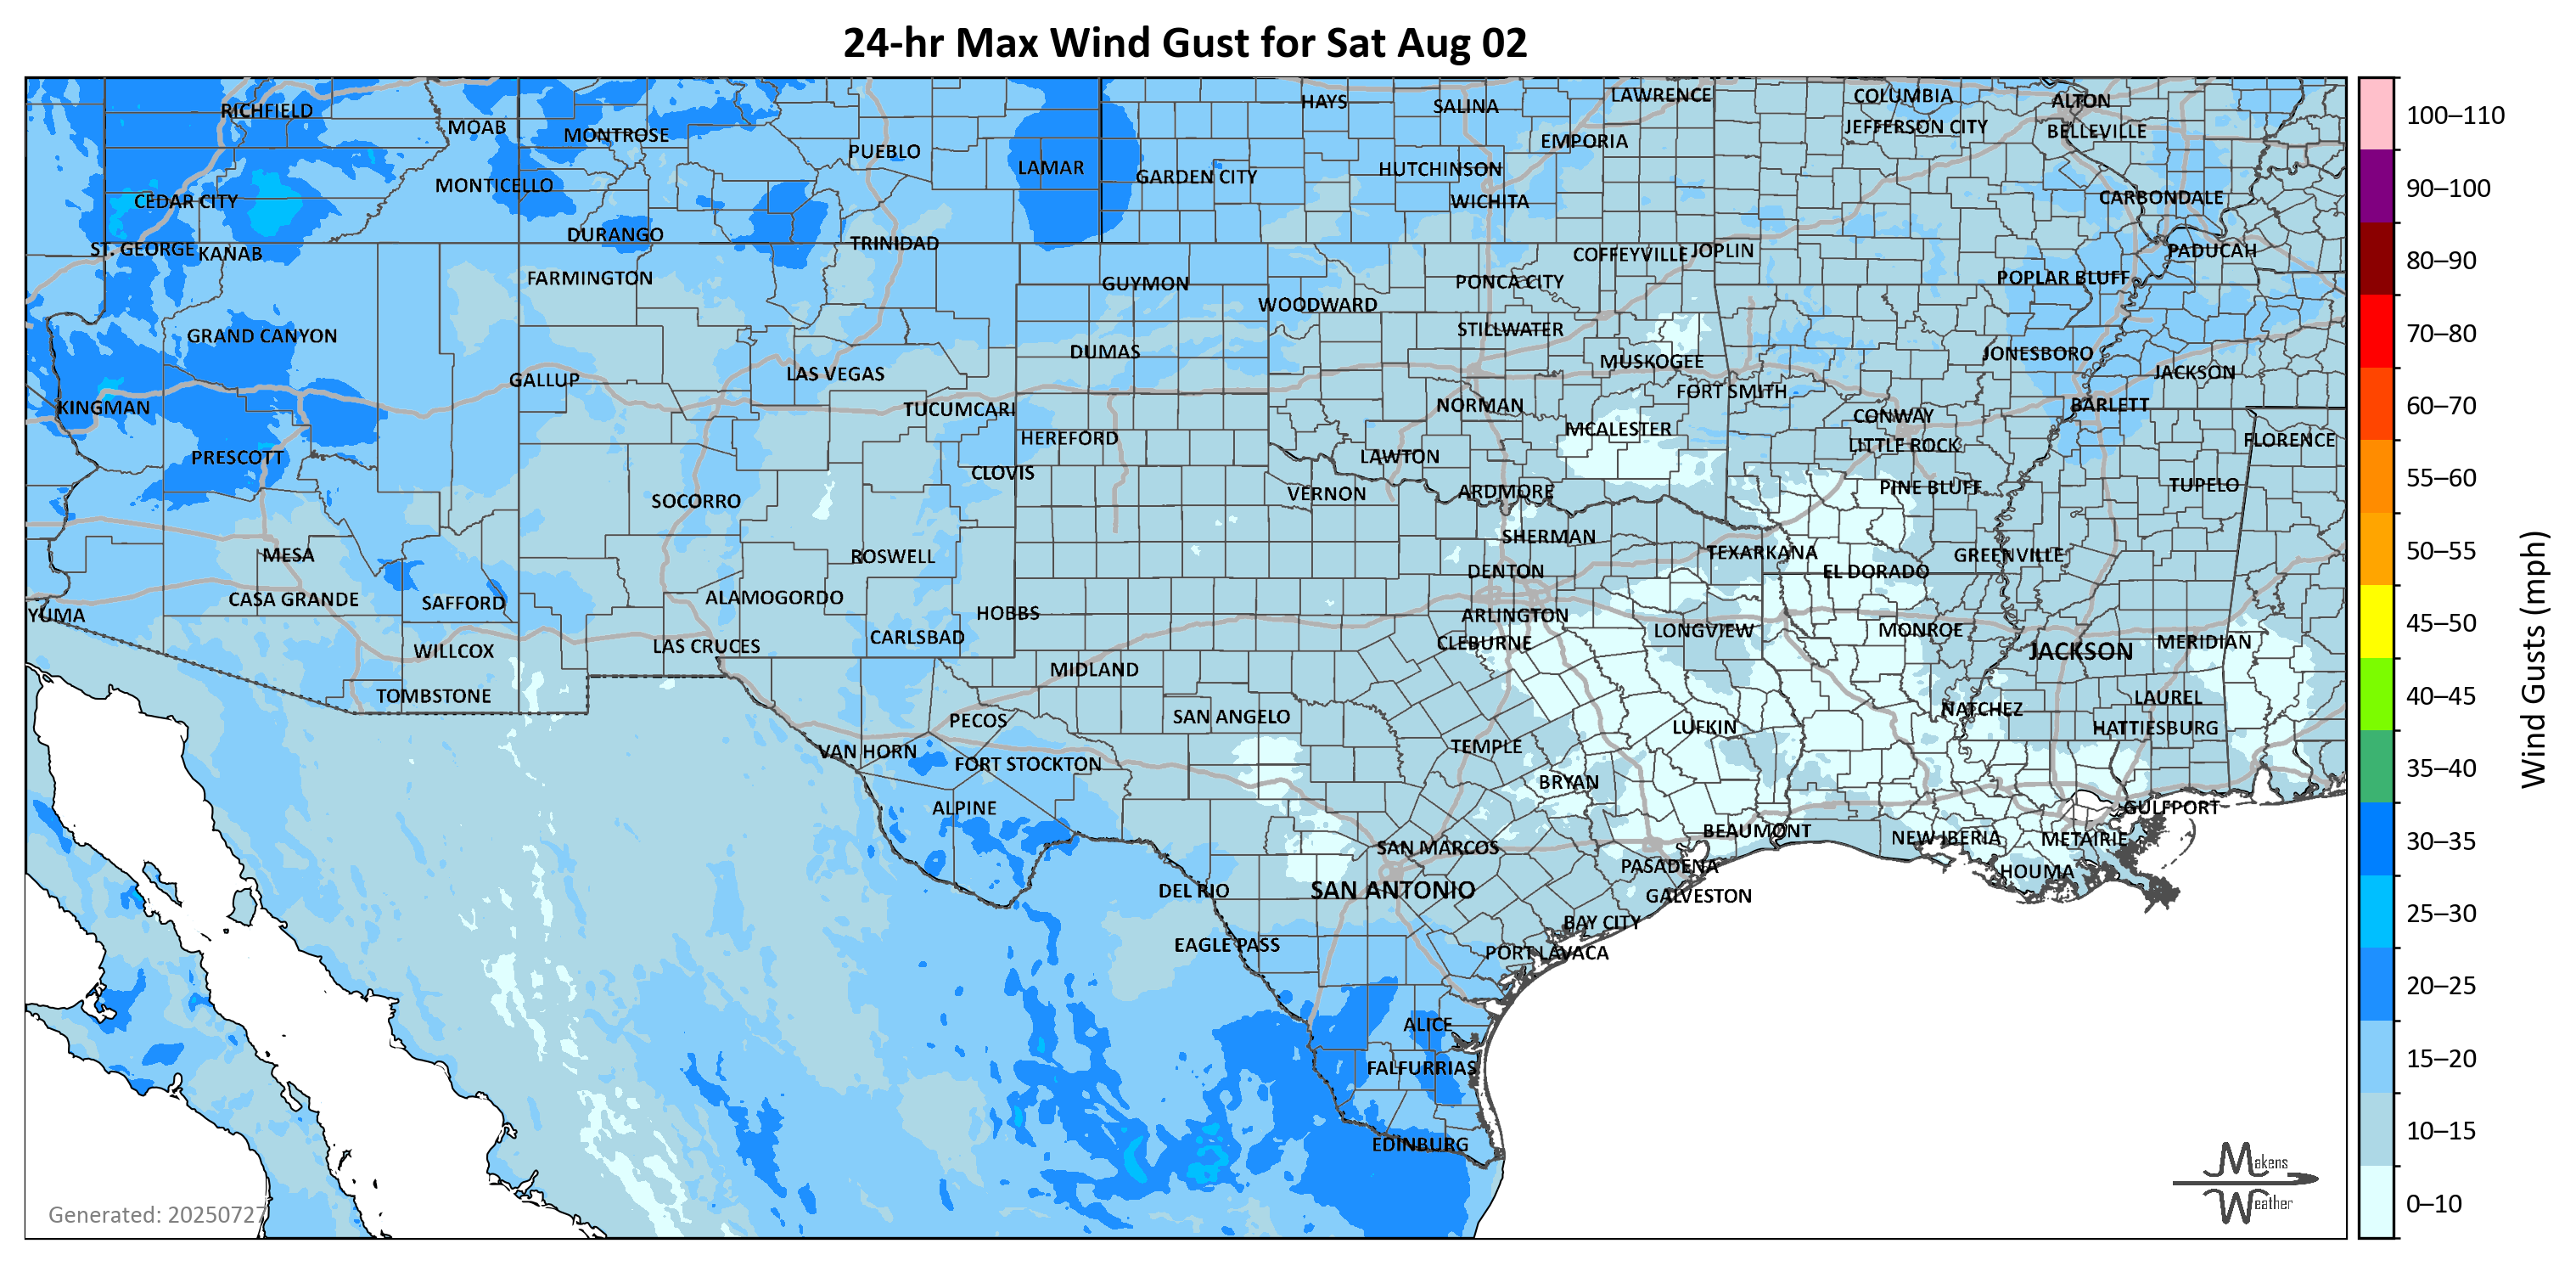 24-hr Max Wind Gust for Sat Aug 02
RICHFIELD
MOAB
MONTROSE
PUEBLO
LAMAR
HAYS
SALINA
LAWRENCE
COLUMBIA
ALTON
EMPORIA
JEFFERSON CITY
BELLEVILLE
MONTICELLO
GARDEN CITY
HUTCHINSON
CEDAR CITY
WICHITA
CARBONDALE
DURANGO
TRINIDAD
ST. GEORGE
KANAB
COFFEYVILLE
JOPLIN
PADUCAH
FARMINGTON
GUYMON
PONCA CITY
POPLAR BLUFF
WOODWARD
GRAND CANYON
STILLWATER
DUMAS
MUSKOGEE
JONESBORO
GALLUP
LAS VEGAS
FORT SMITH
JACKSON
KINGMAN
TUCUMCARI
NORMAN
CONWAY
BARLETT
HEREFORD
MCALESTER
LITTLE ROCK
FLORENCE
PRESCOTT
CLOVIS
LAWTON
SOCORRO
VERNON
ARDMORE
PINE BLUFF
TUPELO
MESA
ROSWELL
SHERMAN
TEXARKANA
GREENVILLE
DENTON
EL DORADO
CASA GRANDE
SAFFORD
ALAMOGORDO
YUMA
HOBBS
ARLINGTON
WILLCOX
LAS CRUCES
CARLSBAD
CLEBURNE
LONGVIEW
MONROE
JACKSON
MERIDIAN
MIDLAND
TOMBSTONE
PECOS
SAN ANGELO
NATCHEZ
LAUREL
LUFKIN
HATTIESBURG
VAN HORN
FORT STOCKTON
TEMPLE
BRYAN
ALPINE
GULFPORT
BEAUMONT
NEW IBERIA
METAIRIE
SAN MARCOS
PASADENA
HOUMA
DEL RIO
SAN ANTONIO
GALVESTON
BAY CITY
EAGLE PASS
PORT LAVACA
ALICE
FALFURRIAS
EDINBURG
Generated: 20250727
Makens
Weather
100–110
90–100
80–90
70–80
60–70
55–60
50–55
45–50
40–45
35–40
30–35
25–30
20–25
15–20
10–15
0–10
Wind Gusts (mph)